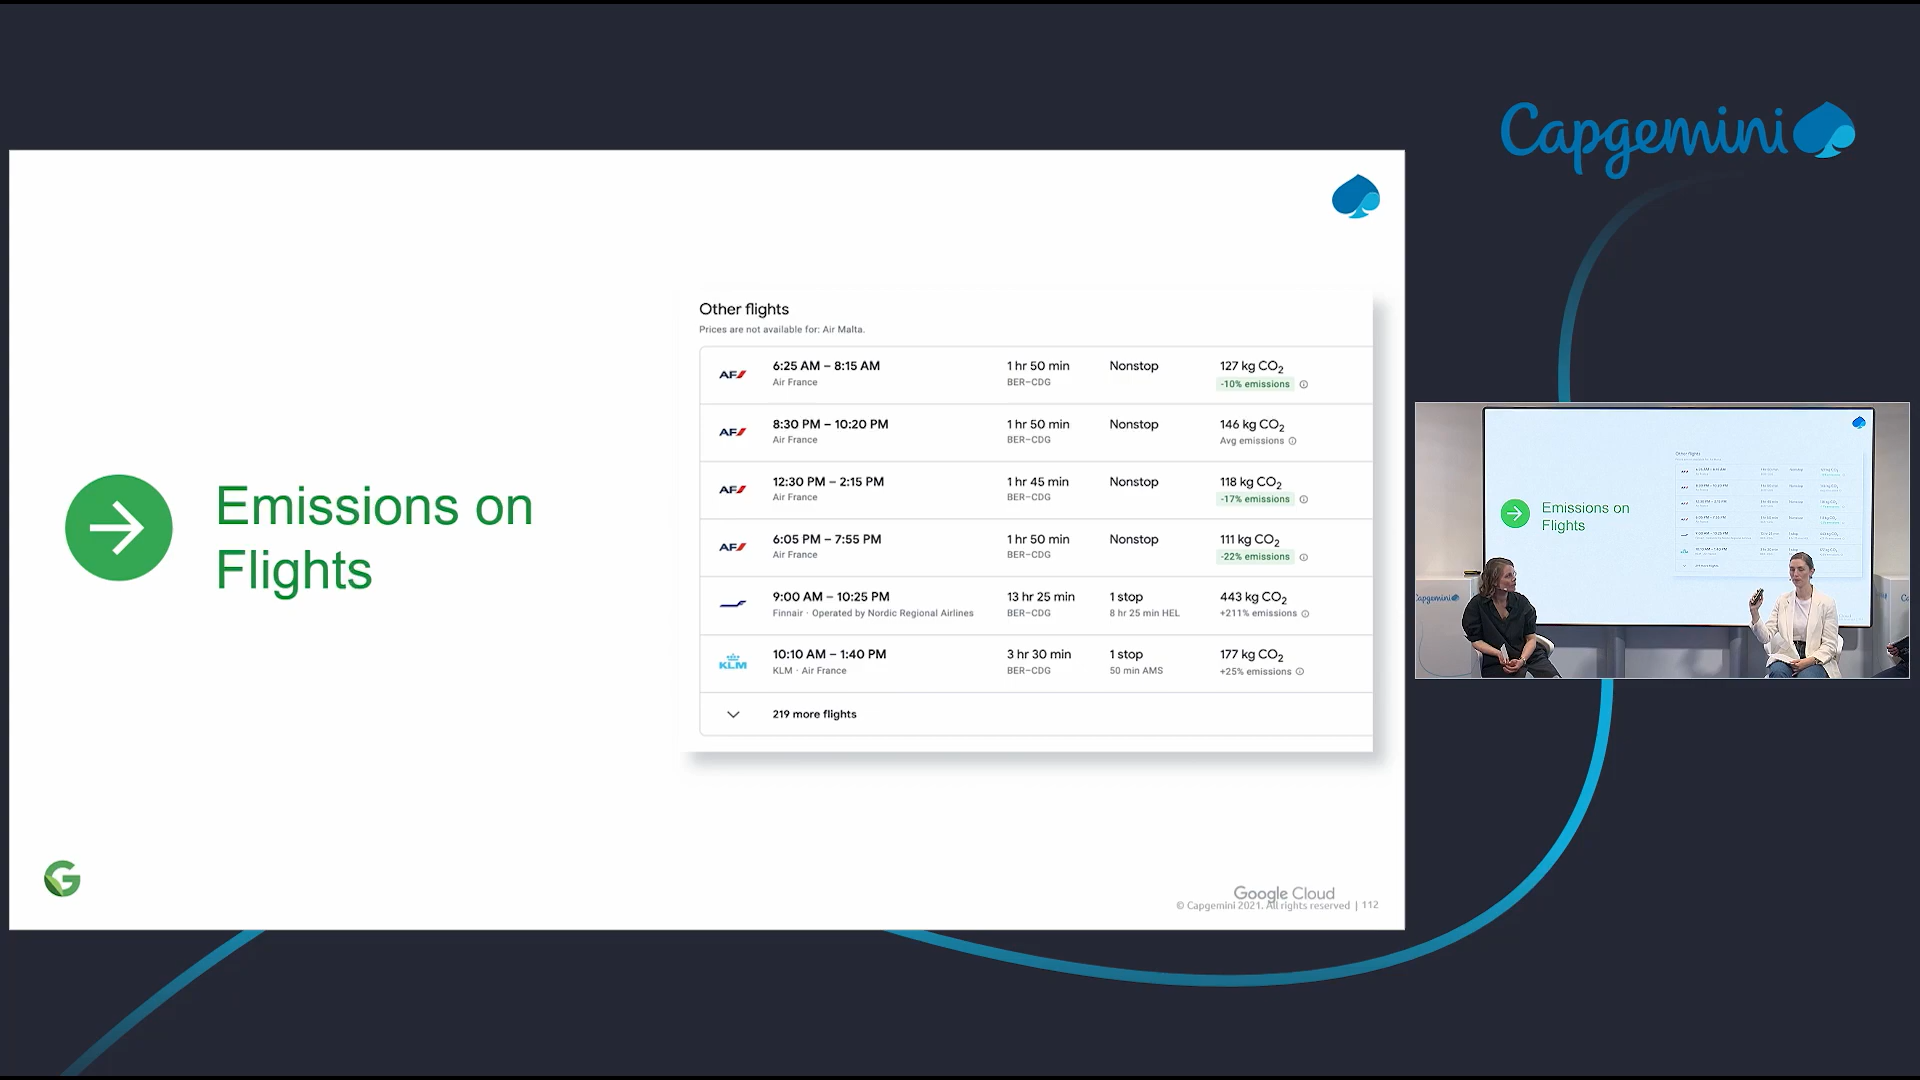 Capgemini
Other flights
Prices are not available for: Air Malta.
AF 6:25 AM – 8:15 AM 1 hr 50 min Nonstop 127 kg CO2
Air France BER–CDG -10% emissions
AF 8:30 PM – 10:20 PM 1 hr 50 min Nonstop 146 kg CO2
Air France BER–CDG Avg emissions
AF 12:30 PM – 2:15 PM 1 hr 45 min Nonstop 118 kg CO2
Air France BER–CDG -17% emissions
AF 6:05 PM – 7:55 PM 1 hr 50 min Nonstop 111 kg CO2
Air France BER–CDG -22% emissions
9:00 AM – 10:25 PM 13 hr 25 min 1 stop 443 kg CO2
Finnair · Operated by Nordic Regional Airlines BER–CDG 8 hr 25 min HEL +211% emissions
KLM 10:10 AM – 1:40 PM 3 hr 30 min 1 stop 177 kg CO2
KLM · Air France BER–CDG 50 min AMS +25% emissions
219 more flights
Emissions on
Flights
G
Google Cloud
© Capgemini 2021. All rights reserved | 112
Other flights
Emissions on
Flights
Capgemini